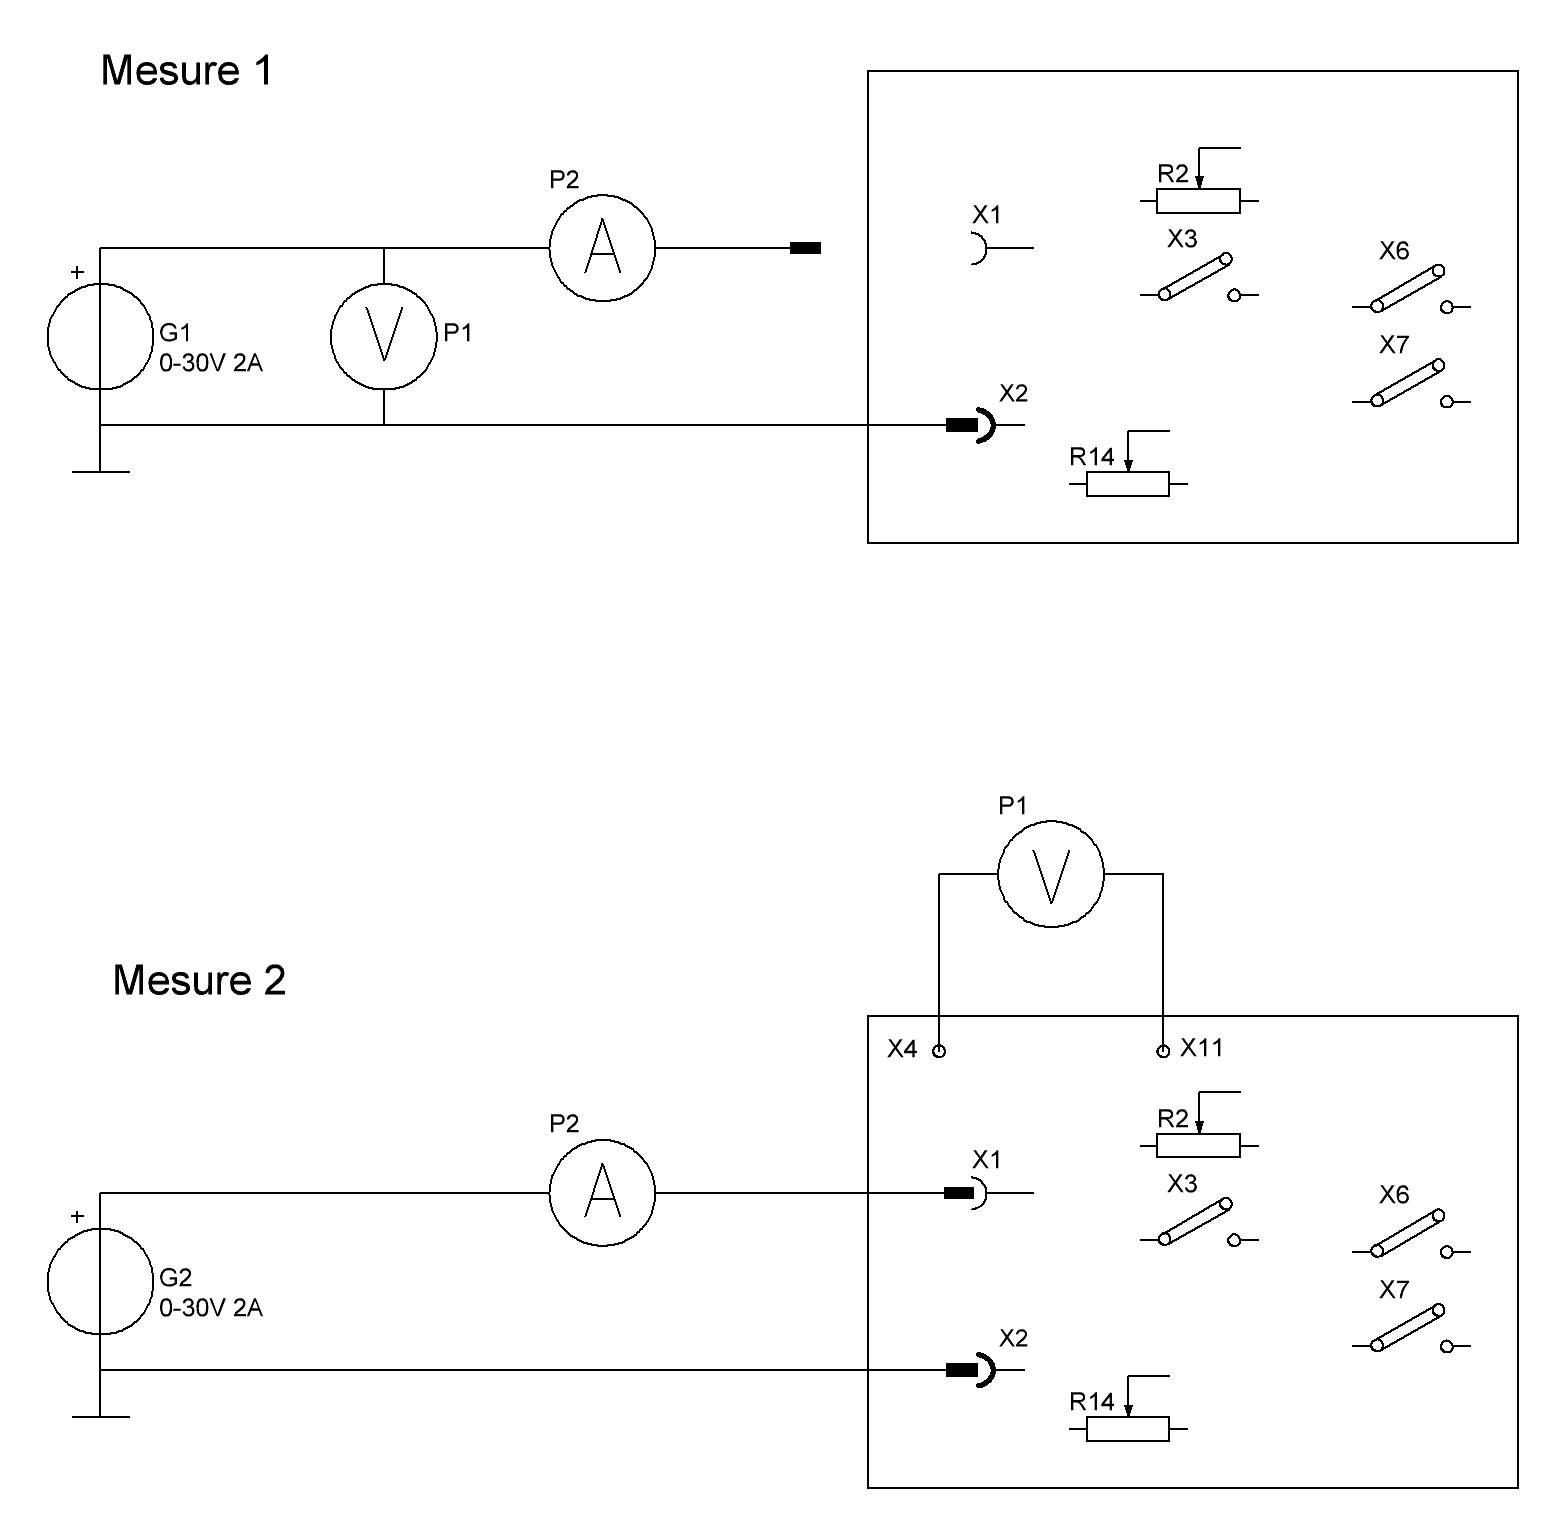 Mesure 1
P2
A
+
G1
0-30V 2A
V
P1
X1
R2
X3
X6
X7
X2
R14
P1
V
Mesure 2
X4
X11
P2
A
+
G2
0-30V 2A
X1
R2
X3
X6
X7
X2
R14